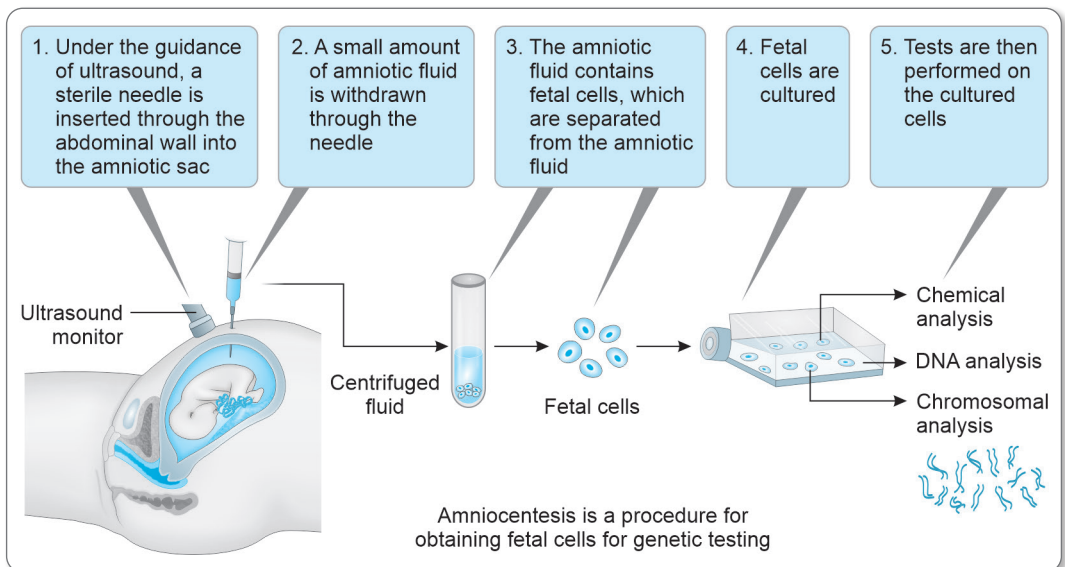 1. Under the guidance
of ultrasound, a
sterile needle is
inserted through the
abdominal wall into
the amniotic sac
2. A small amount
of amniotic fluid
is withdrawn
through the
needle
3. The amniotic
fluid contains
fetal cells, which
are separated
from the amniotic
fluid
4. Fetal
cells are
cultured
5. Tests are then
performed on
the cultured
cells
Ultrasound
monitor
Centrifuged
fluid
Fetal cells
Chemical
analysis
DNA analysis
Chromosomal
analysis
Amniocentesis is a procedure for
obtaining fetal cells for genetic testing